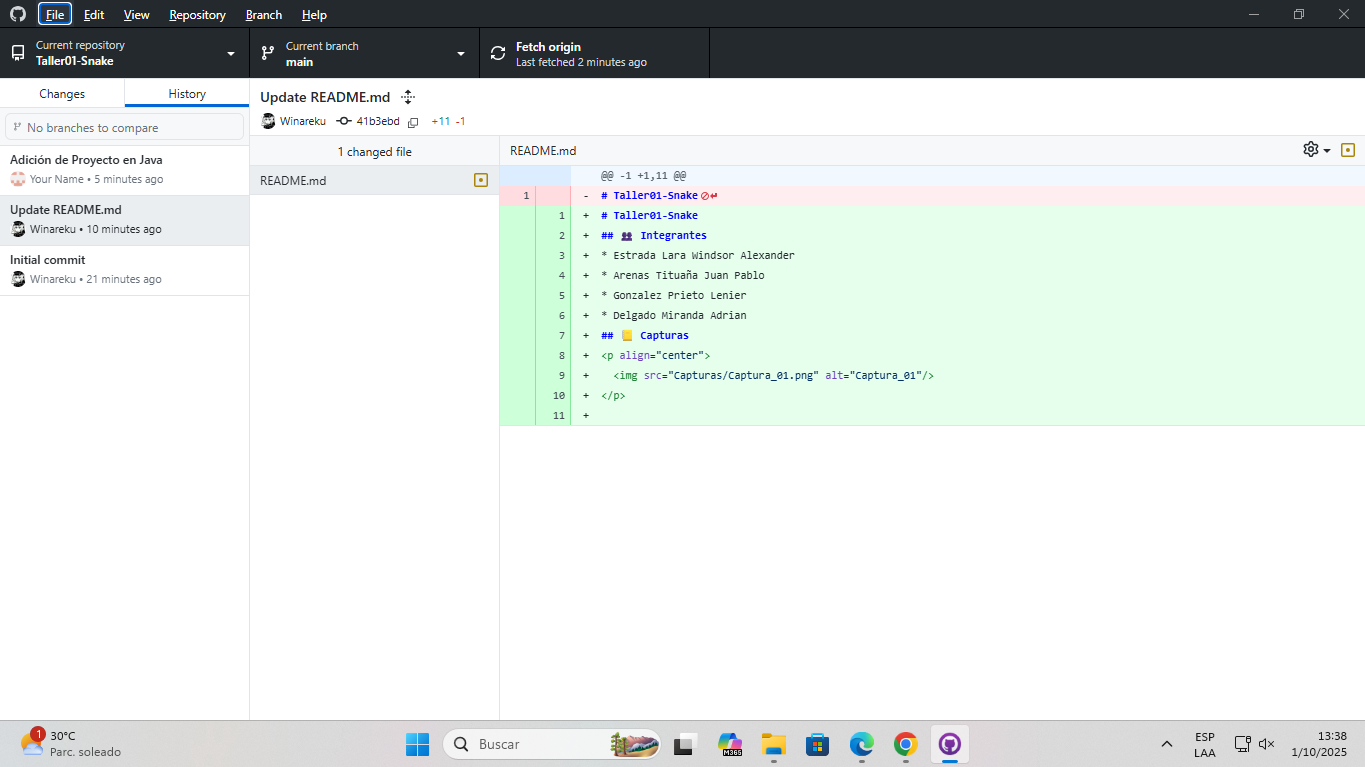 File Edit View Repository Branch Help
Current repository
Taller01-Snake
Current branch
main
Fetch origin
Last fetched 2 minutes ago
Changes History
No branches to compare
Adición de Proyecto en Java
Your Name • 5 minutes ago
Update README.md
Winareku • 10 minutes ago
Initial commit
Winareku • 21 minutes ago
Update README.md
Winareku 41b3ebd +11 -1
1 changed file
README.md
README.md
@@ -1 +1,11 @@
1 - # Taller01-Snake
1 + # Taller01-Snake
2 + ## 👥 Integrantes
3 + * Estrada Lara Windsor Alexander
4 + * Arenas Tituaña Juan Pablo
5 + * Gonzalez Prieto Lenier
6 + * Delgado Miranda Adrian
7 + ## 📒 Capturas
8 + <p align="center">
9 + <img src="Capturas/Captura_01.png" alt="Captura_01"/>
10 + </p>
11 +
1
30°C
Parc. soleado
Buscar
M365
ESP
LAA
13:38
1/10/2025